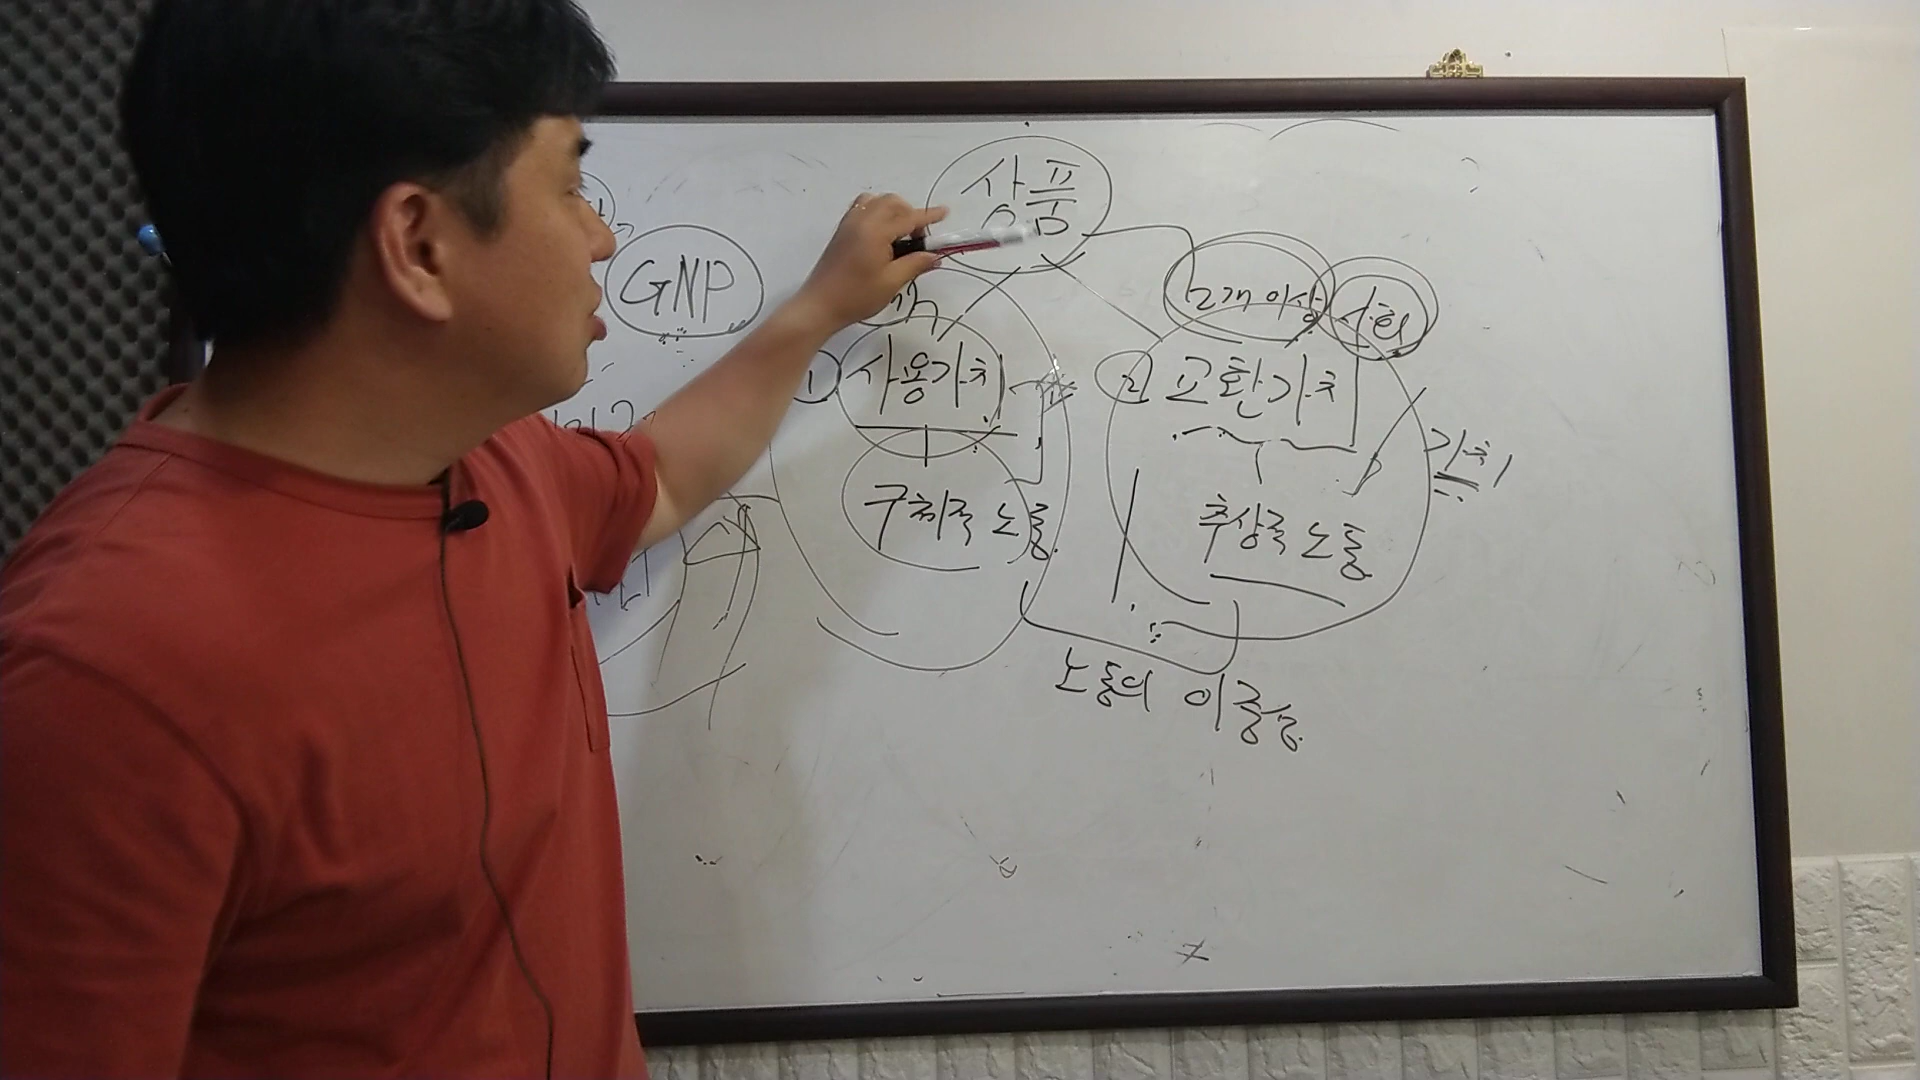 상품
GNP
2개 이상
사회
① 사용가치
② 교환가치
가치
구체적 노동
추상적 노동
노동의 이중성